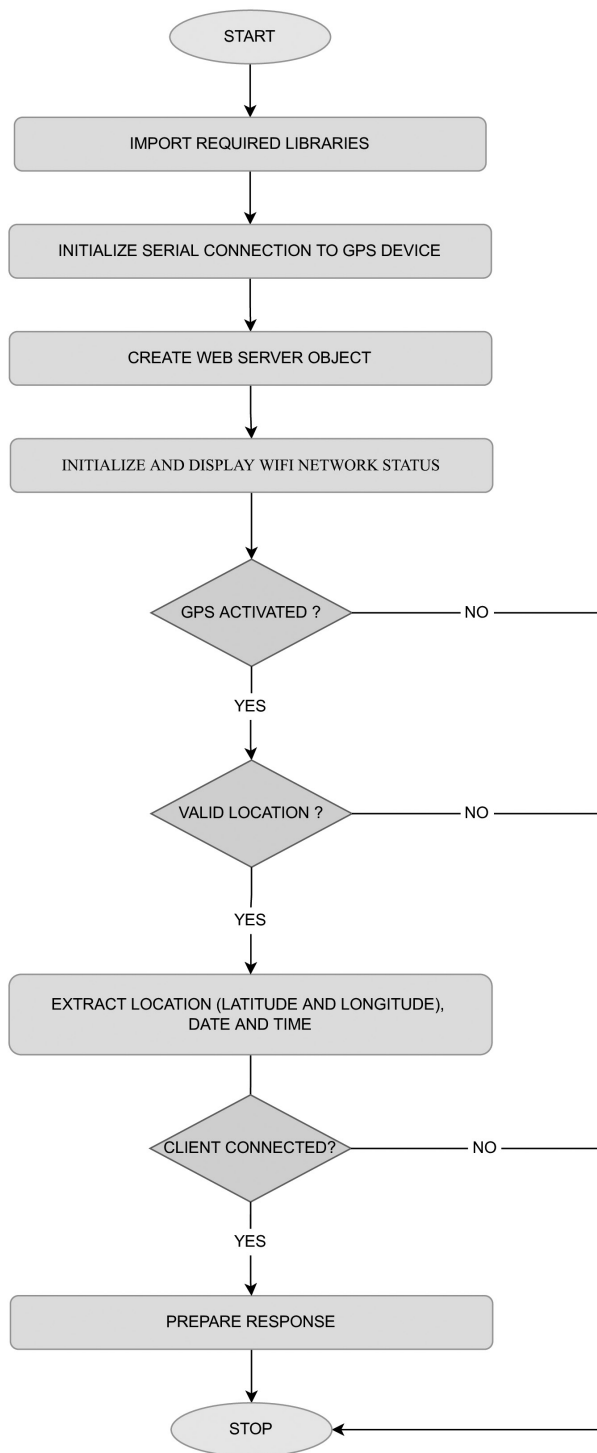 START
IMPORT REQUIRED LIBRARIES
INITIALIZE SERIAL CONNECTION TO GPS DEVICE
CREATE WEB SERVER OBJECT
INITIALIZE AND DISPLAY WIFI NETWORK STATUS
GPS ACTIVATED ?
NO
YES
VALID LOCATION ?
NO
YES
EXTRACT LOCATION (LATITUDE AND LONGITUDE),
DATE AND TIME
CLIENT CONNECTED?
NO
YES
PREPARE RESPONSE
STOP